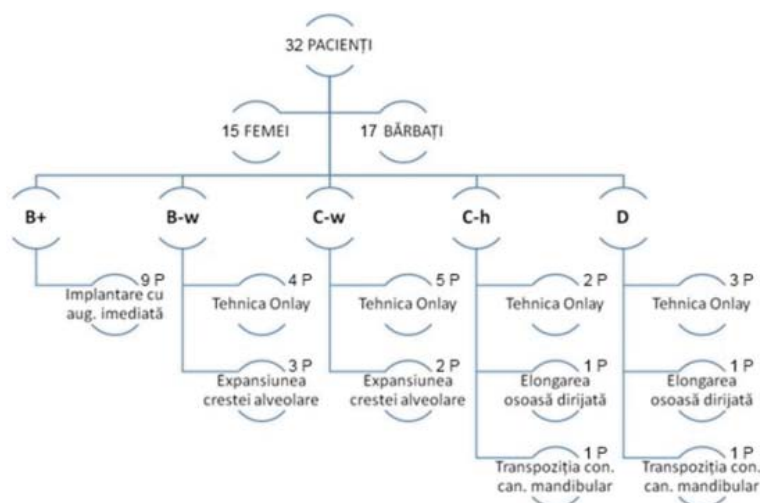 32 PACIENȚI
15 FEMEI
17 BĂRBAȚI
B+
B-w
C-w
C-h
D
9 P
Implantare cu
aug. imediată
4 P
Tehnica Onlay
5 P
Tehnica Onlay
2 P
Tehnica Onlay
3 P
Tehnica Onlay
3 P
Expansiunea
crestei alveolare
2 P
Expansiunea
crestei alveolare
1 P
Elongarea
osoasă dirijată
1 P
Elongarea
osoasă dirijată
1 P
Transpoziția con.
can. mandibular
1 P
Transpoziția con.
can. mandibular